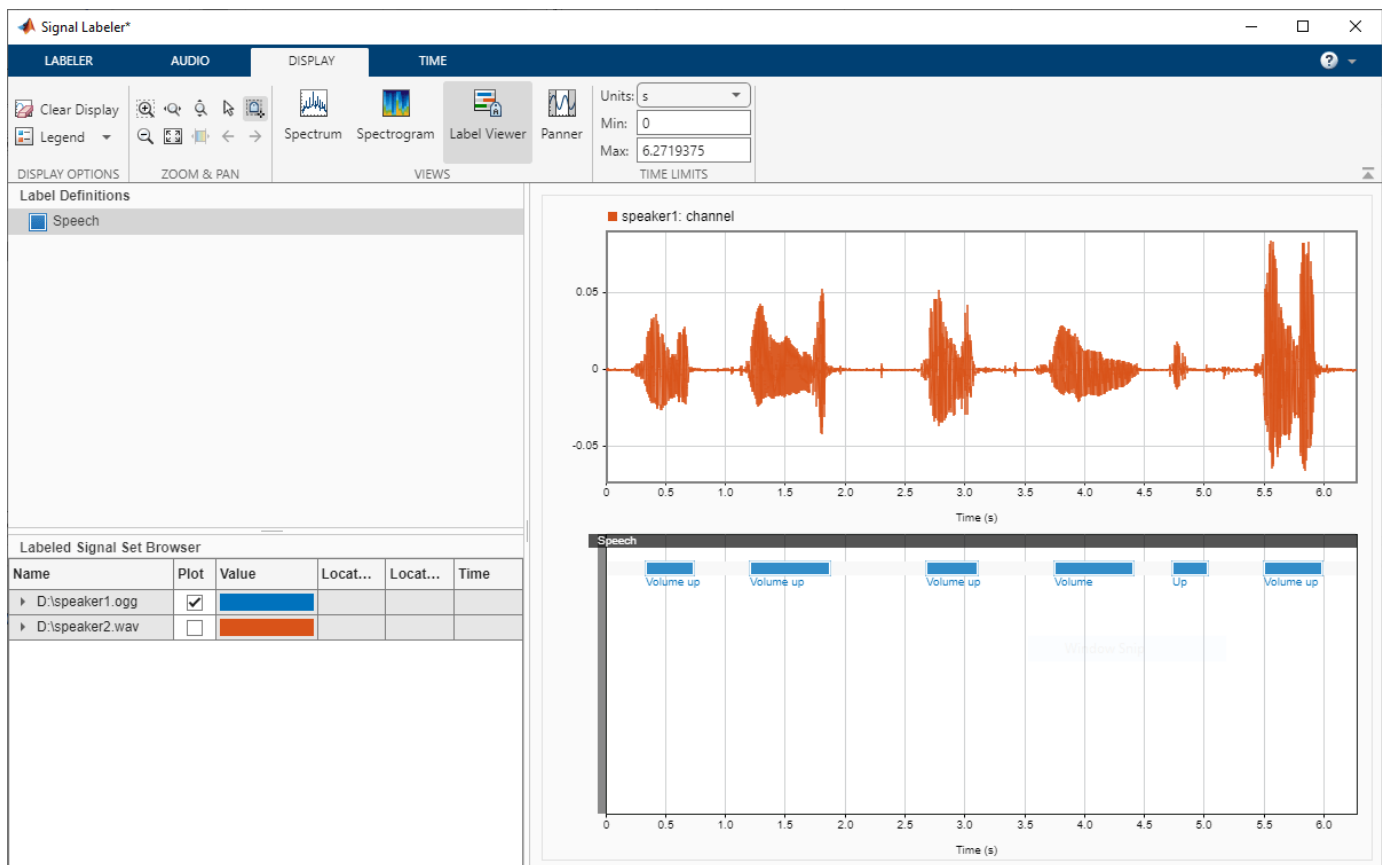 Signal Labeler*
LABELER AUDIO DISPLAY TIME
?
Clear Display
Legend
Spectrum Spectrogram Label Viewer Panner
Units: s
Min: 0
Max: 6.2719375
DISPLAY OPTIONS ZOOM & PAN VIEWS TIME LIMITS
Label Definitions
Speech
Labeled Signal Set Browser
Name Plot Value Locat... Locat... Time
D:\speaker1.ogg
D:\speaker2.wav
speaker1: channel
0.05
0
-0.05
0 0.5 1.0 1.5 2.0 2.5 3.0 3.5 4.0 4.5 5.0 5.5 6.0
Time (s)
Speech
Volume up Volume up Volume up Volume Up Volume up
Window Snip
0 0.5 1.0 1.5 2.0 2.5 3.0 3.5 4.0 4.5 5.0 5.5 6.0
Time (s)